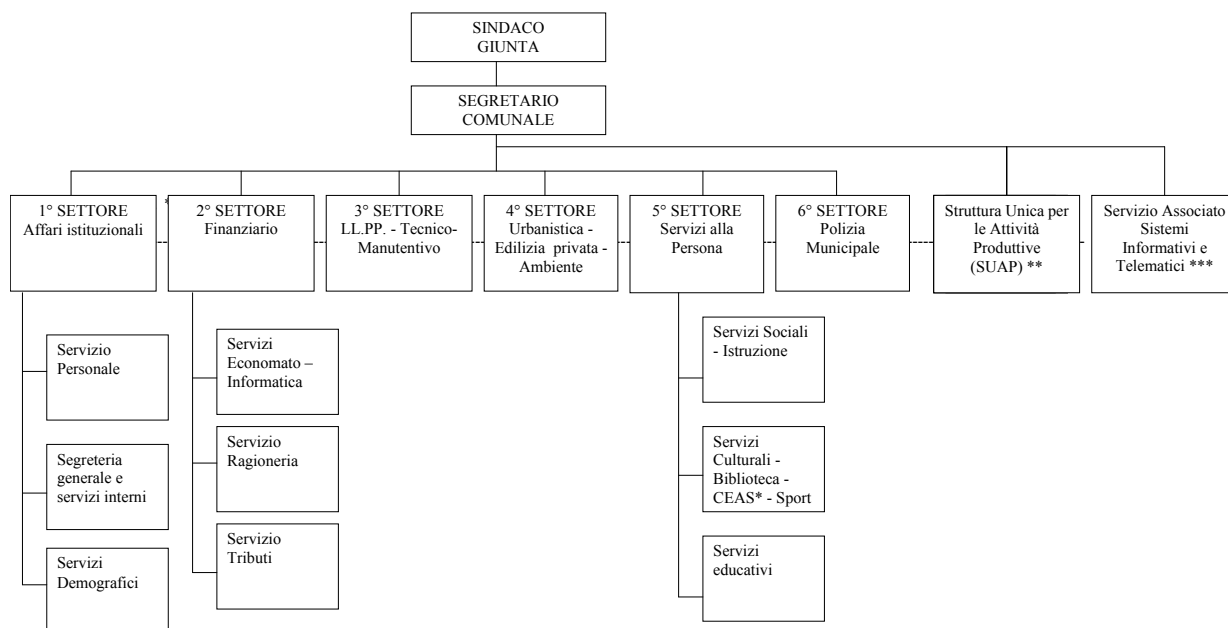 SINDACO
GIUNTA
SEGRETARIO
COMUNALE
1° SETTORE
Affari istituzionali
*
2° SETTORE
Finanziario
3° SETTORE
LL.PP. - Tecnico-
Manutentivo
4° SETTORE
Urbanistica -
Edilizia privata -
Ambiente
5° SETTORE
Servizi alla
Persona
6° SETTORE
Polizia
Municipale
Struttura Unica per
le Attività
Produttive
(SUAP) **
Servizio Associato
Sistemi
Informativi e
Telematici ***
Servizio
Personale
Segreteria
generale e
servizi interni
Servizi
Demografici
Servizi
Economato –
Informatica
Servizio
Ragioneria
Servizio
Tributi
Servizi Sociali
- Istruzione
Servizi
Culturali -
Biblioteca -
CEAS* - Sport
Servizi
educativi